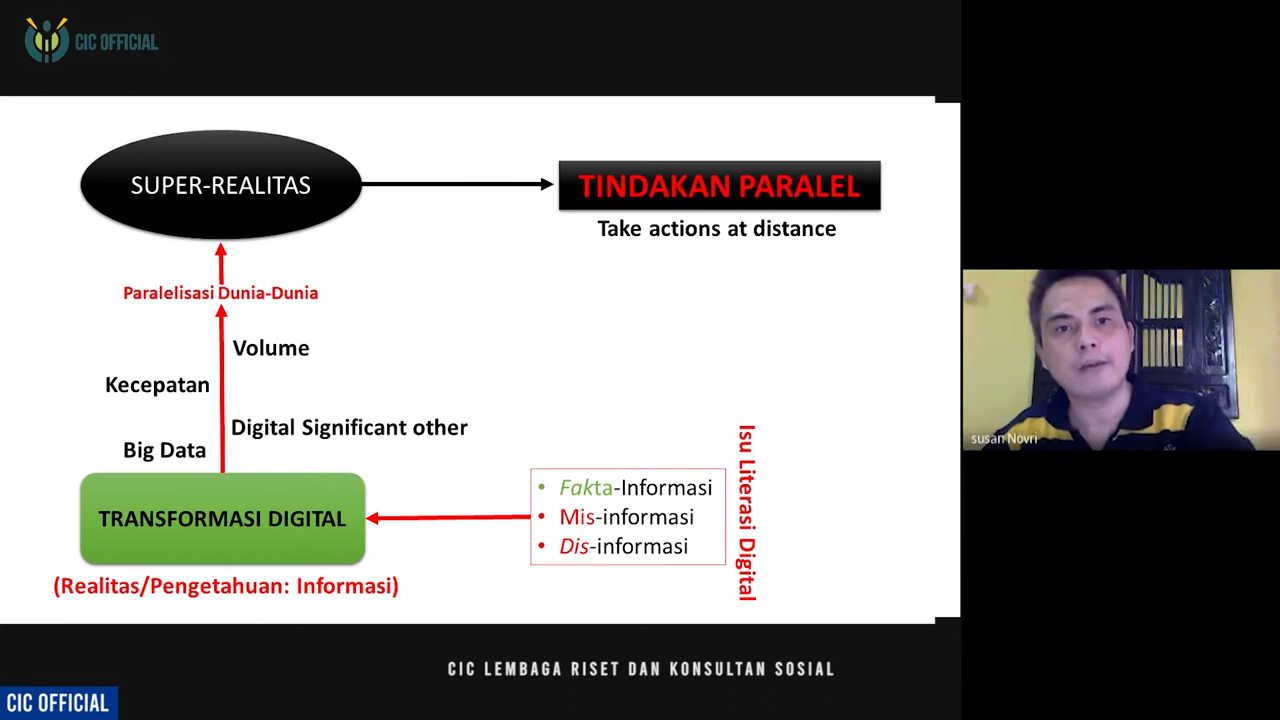 CIC OFFICIAL
SUPER-REALITAS
TINDAKAN PARALEL
Take actions at distance
Paralelisasi Dunia-Dunia
Volume
Kecepatan
Digital Significant other
Big Data
TRANSFORMASI DIGITAL
(Realitas/Pengetahuan: Informasi)
• Fakta-Informasi
• Mis-informasi
• Dis-informasi
Isu Literasi Digital
susan Novri
CIC LEMBAGA RISET DAN KONSULTAN SOSIAL
CIC OFFICIAL